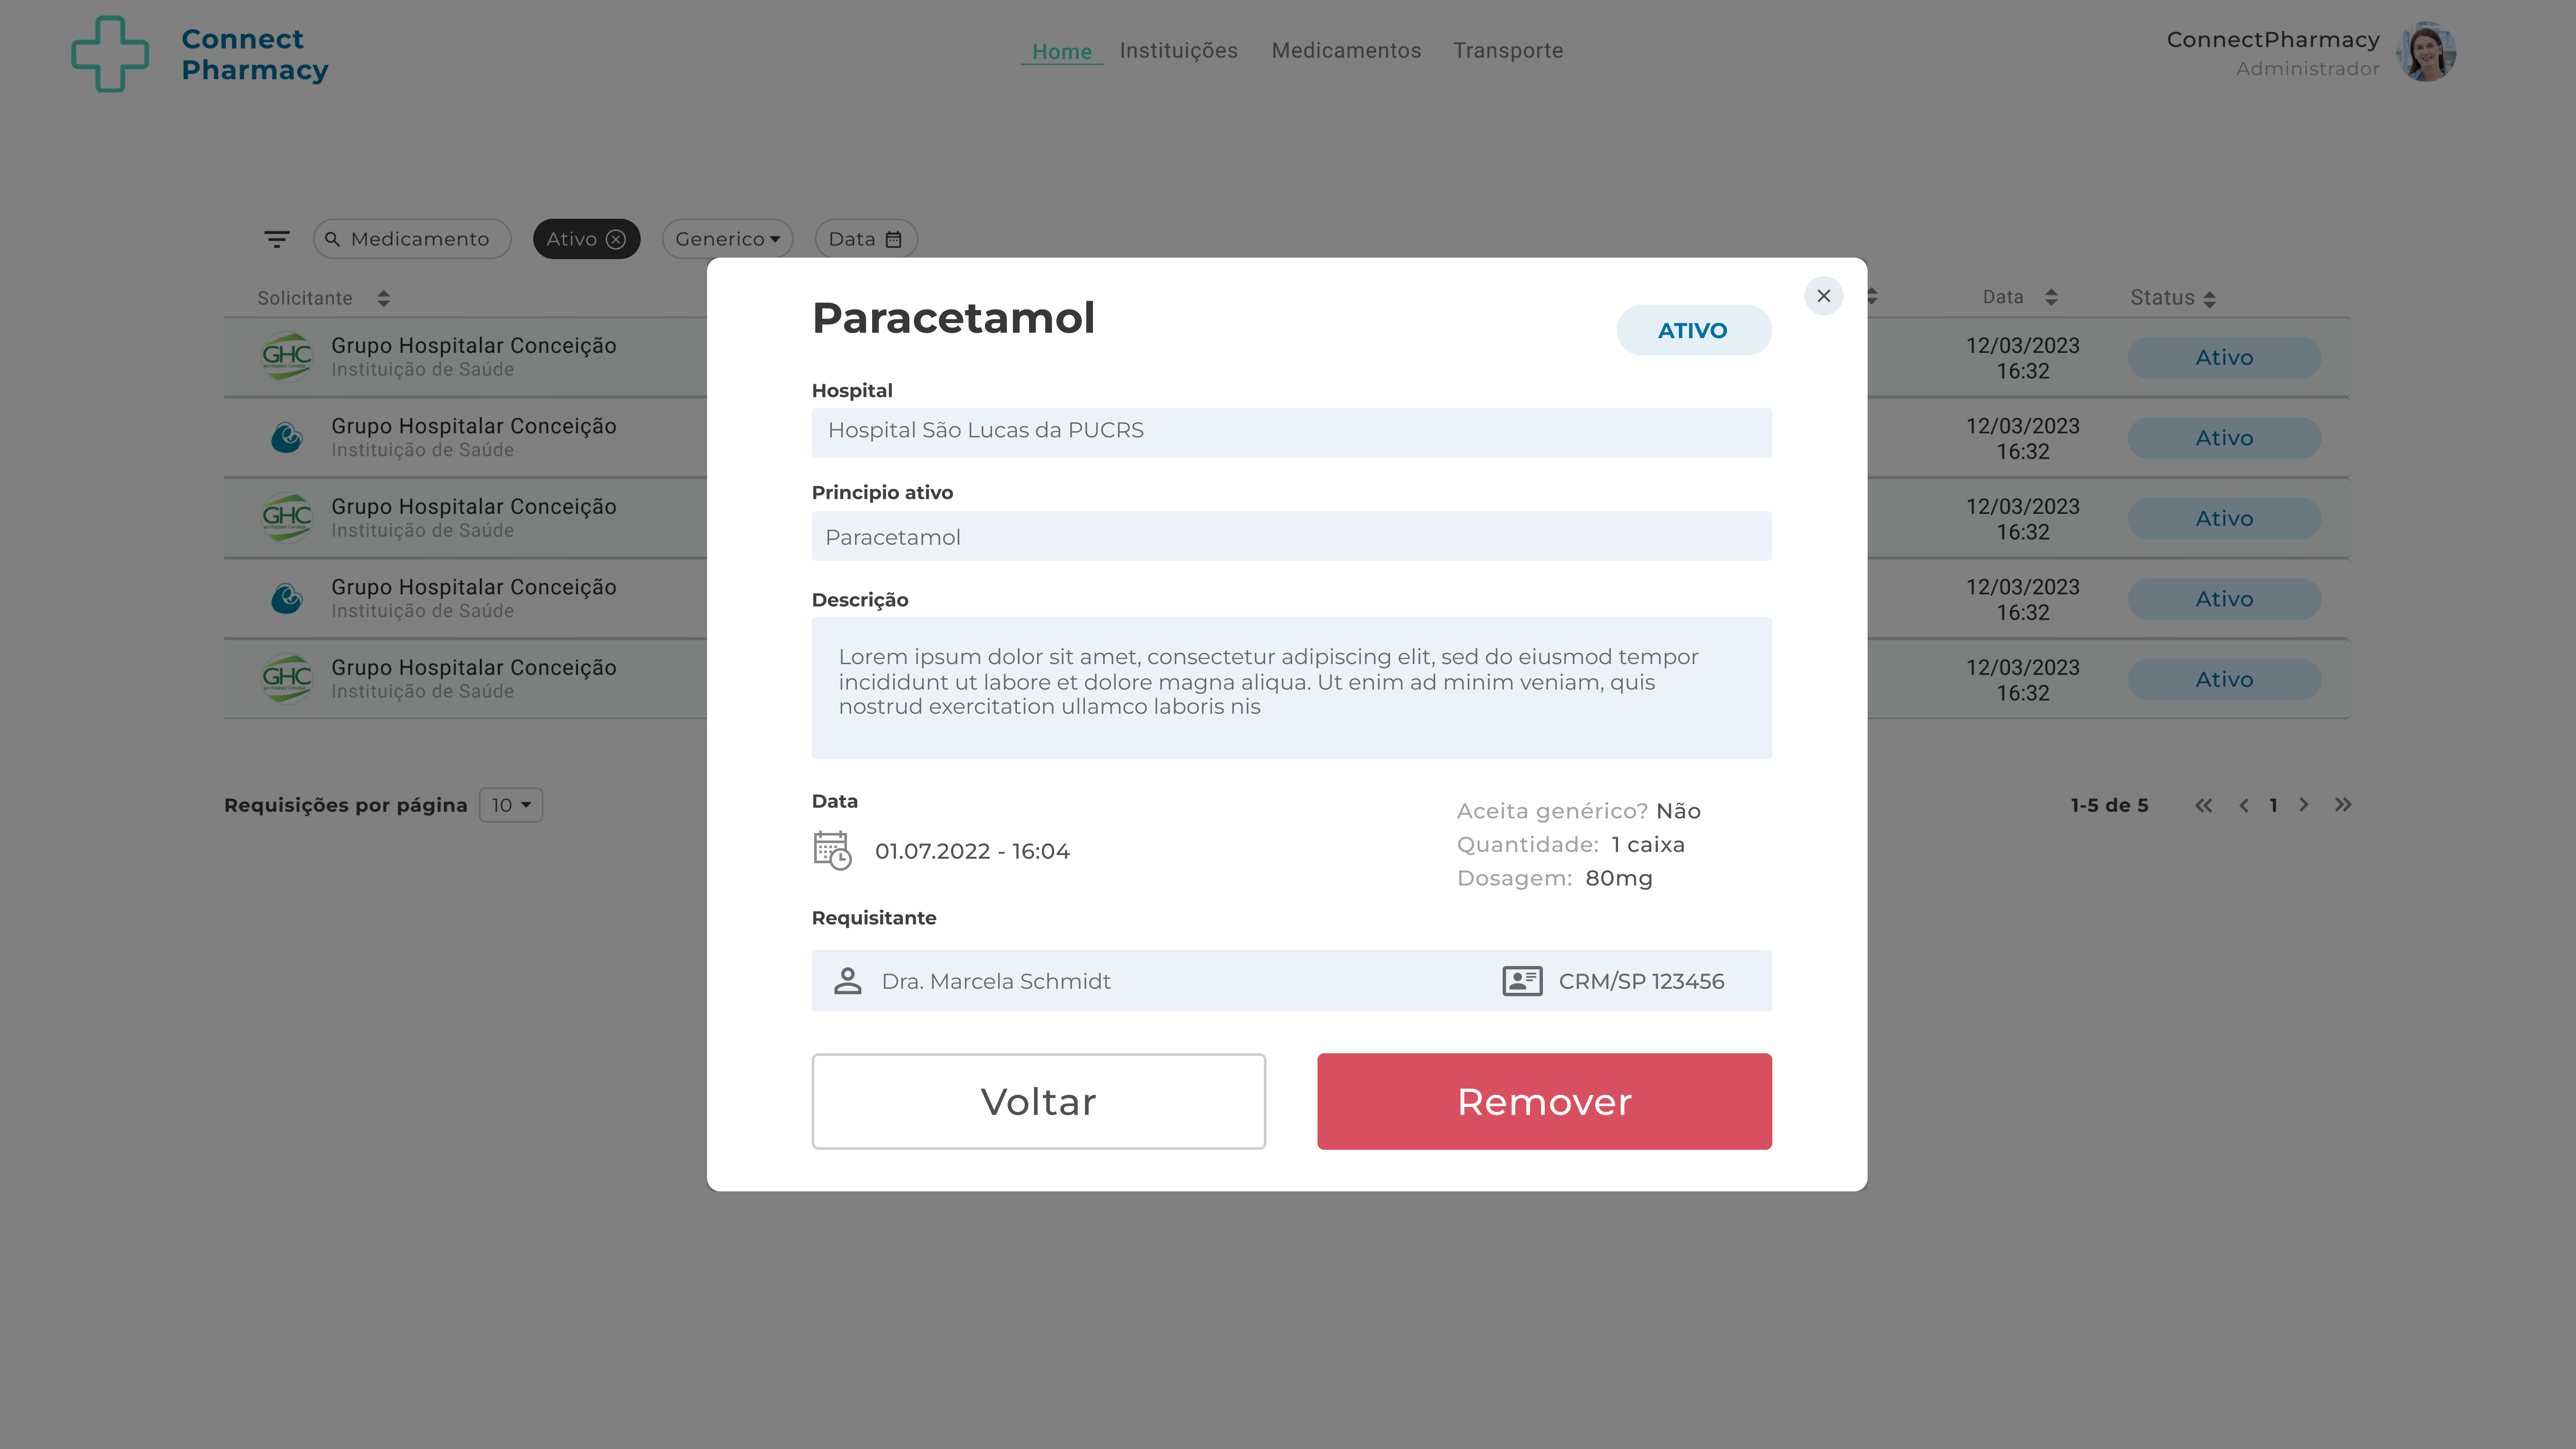 Connect
Pharmacy
Home Instituições Medicamentos Transporte
ConnectPharmacy
Administrador
Medicamento Ativo Generico Data
Solicitante Data Status
Grupo Hospitalar Conceição
Instituição de Saúde
12/03/2023
16:32
Ativo
Grupo Hospitalar Conceição
Instituição de Saúde
12/03/2023
16:32
Ativo
Grupo Hospitalar Conceição
Instituição de Saúde
12/03/2023
16:32
Ativo
Grupo Hospitalar Conceição
Instituição de Saúde
12/03/2023
16:32
Ativo
Grupo Hospitalar Conceição
Instituição de Saúde
12/03/2023
16:32
Ativo
GHC
GHC
GHC
Requisições por página 10
1-5 de 5 1
Paracetamol
ATIVO
Hospital
Hospital São Lucas da PUCRS
Principio ativo
Paracetamol
Descrição
Lorem ipsum dolor sit amet, consectetur adipiscing elit, sed do eiusmod tempor
incididunt ut labore et dolore magna aliqua. Ut enim ad minim veniam, quis
nostrud exercitation ullamco laboris nis
Data
01.07.2022 - 16:04
Aceita genérico? Não
Quantidade: 1 caixa
Dosagem: 80mg
Requisitante
Dra. Marcela Schmidt CRM/SP 123456
Voltar Remover